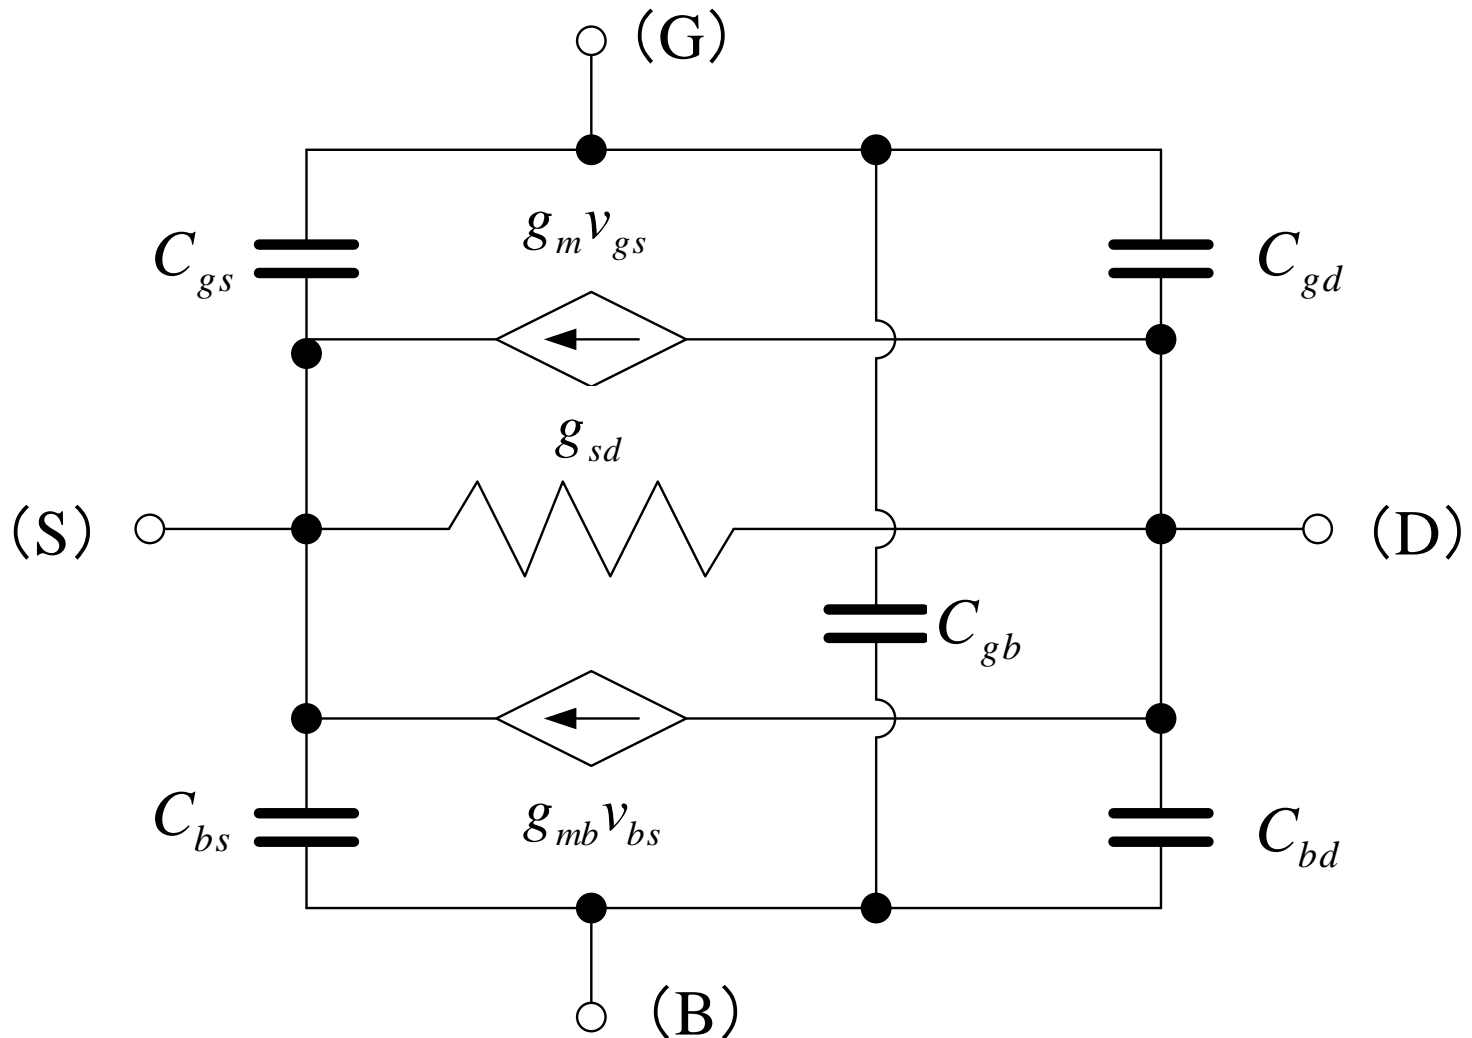 (G)
g_m v_gs
C_gs
C_gd
g_sd
(S)
(D)
C_gb
g_mb v_bs
C_bs
C_bd
(B)